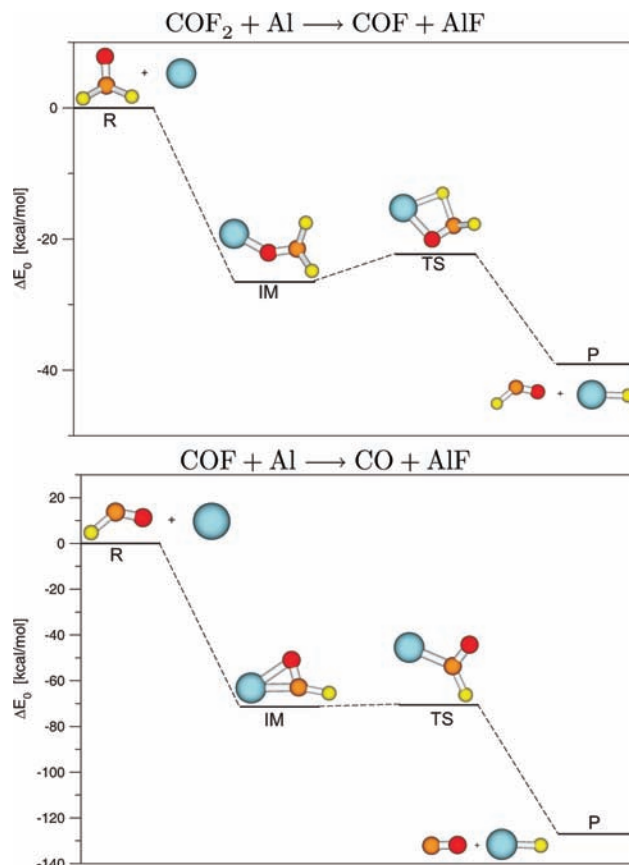 COF₂ + Al ⟶ COF + AlF
0
-20
-40
ΔE₀ [kcal/mol]
+
R
IM
TS
P
+
COF + Al ⟶ CO + AlF
20
0
-20
-40
-60
-80
-100
-120
-140
ΔE₀ [kcal/mol]
+
R
IM
TS
P
+